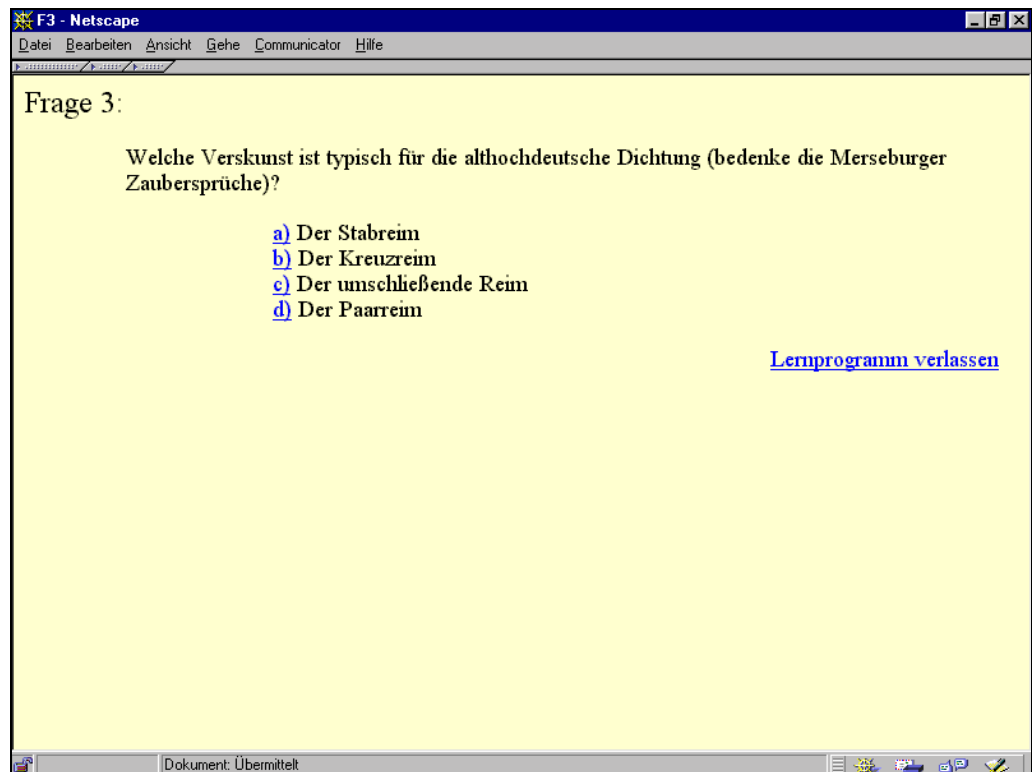 F3 - Netscape
Datei Bearbeiten Ansicht Gehe Communicator Hilfe
Frage 3:
Welche Verskunst ist typisch für die althochdeutsche Dichtung (bedenke die Merseburger
Zaubersprüche)?
a) Der Stabreim
b) Der Kreuzreim
c) Der umschließende Reim
d) Der Paarreim
Lernprogramm verlassen
Dokument: Übermittelt